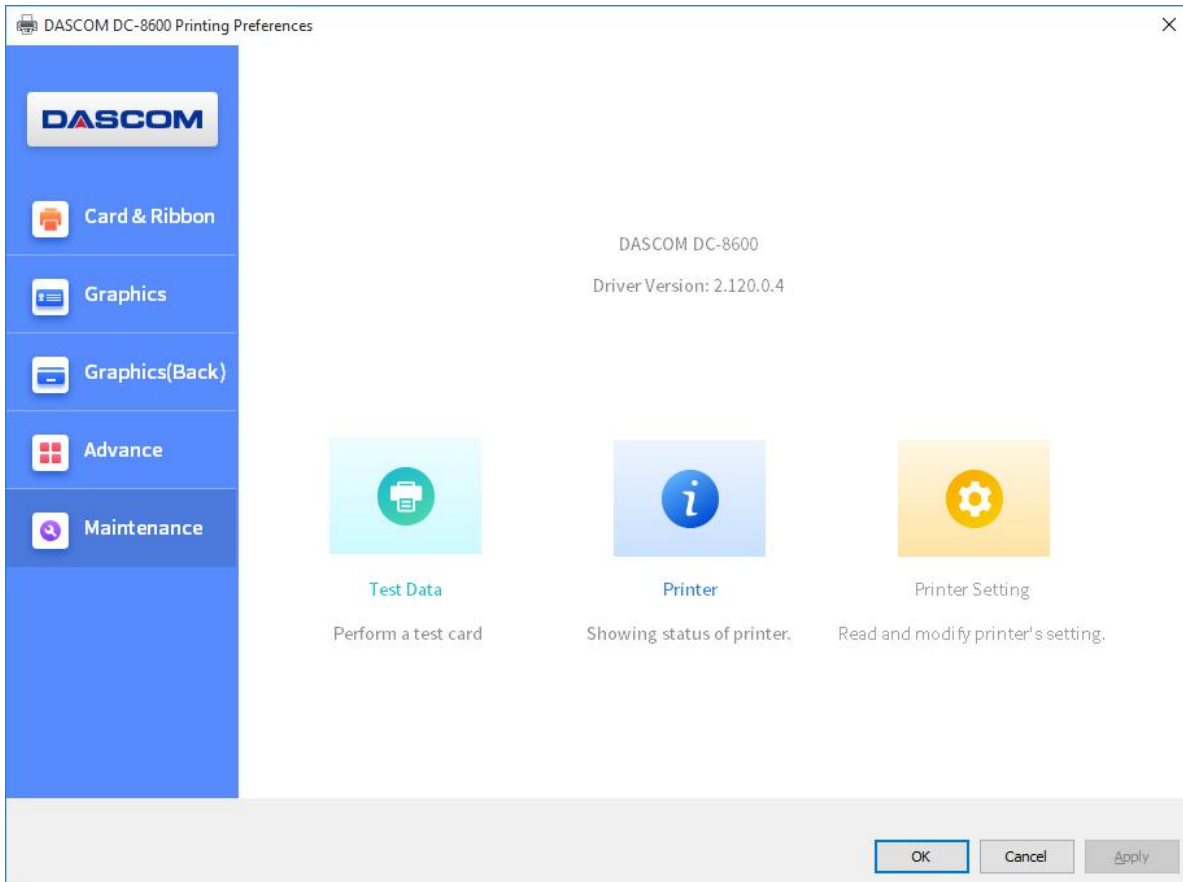 DASCOM DC-8600 Printing Preferences
DASCOM
Card & Ribbon
Graphics
Graphics(Back)
Advance
Maintenance
DASCOM DC-8600
Driver Version: 2.120.0.4
Test Data
Perform a test card
Printer
Showing status of printer.
Printer Setting
Read and modify printer's setting.
OK
Cancel
Apply